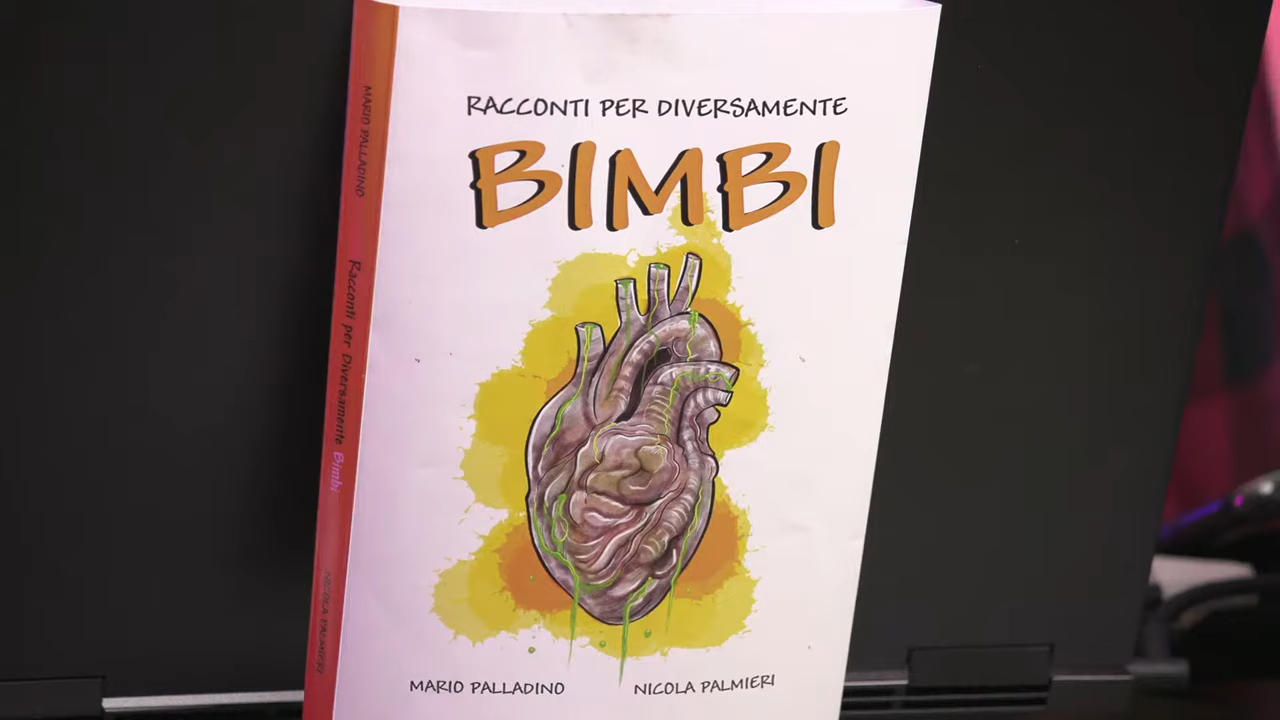 RACCONTI PER DIVERSAMENTE
BIMBI
MARIO PALLADINO
NICOLA PALMIERI
MARIO PALLADINO
Racconti per Diversamente Bimbi
NICOLA PALMIERI